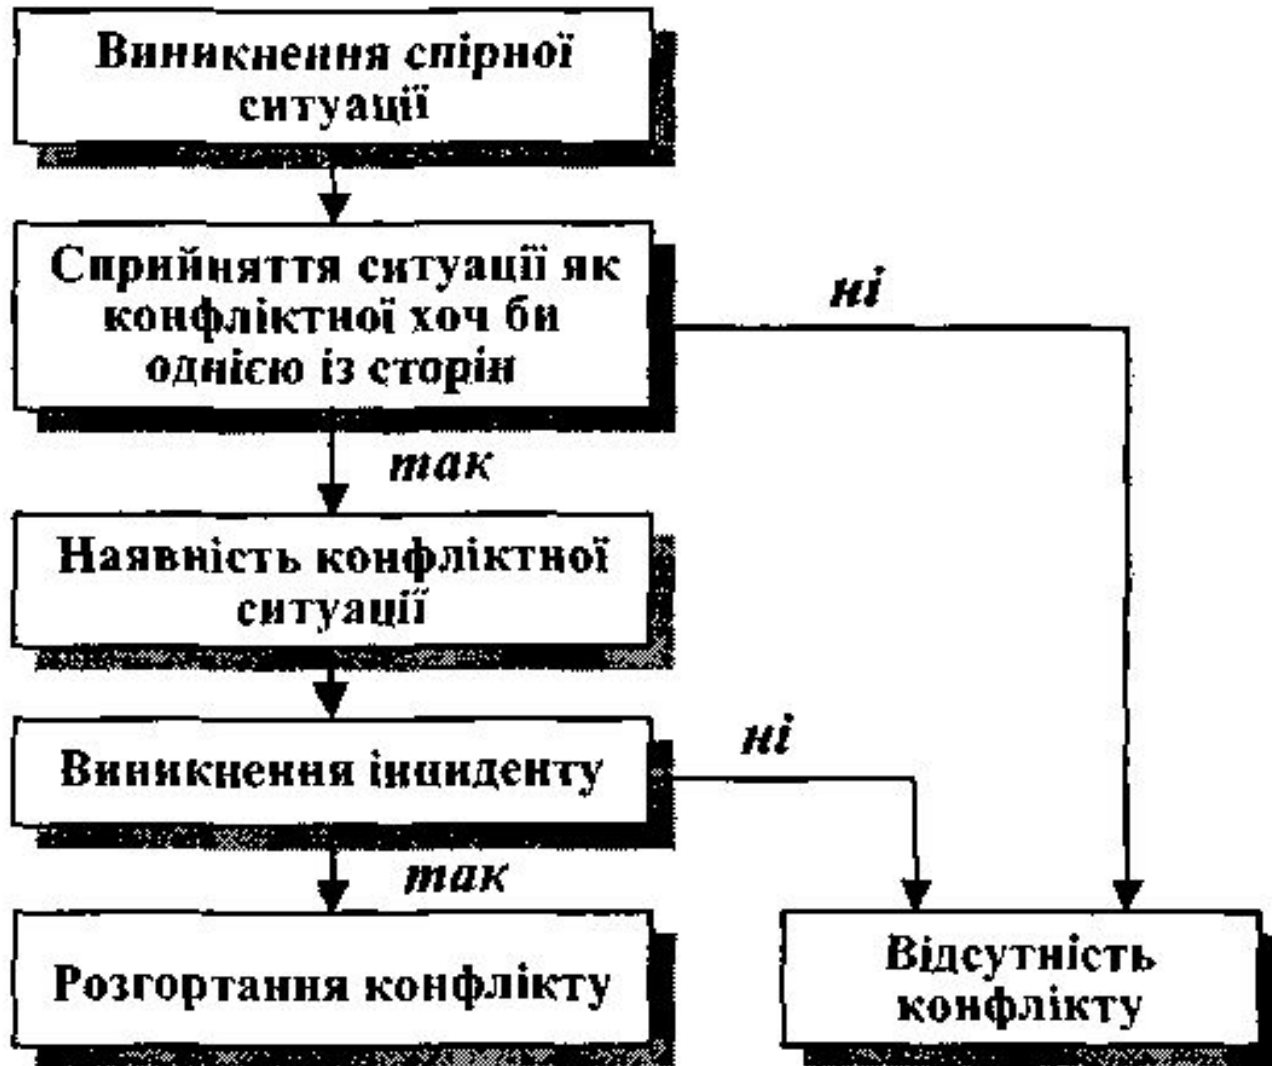 Виникнення спірної
ситуації
Сприйняття ситуації як
конфліктної хоч би
однією із сторін
ні
так
Наявність конфліктної
ситуації
Виникнення інциденту
ні
так
Розгортання конфлікту
Відсутність
конфлікту